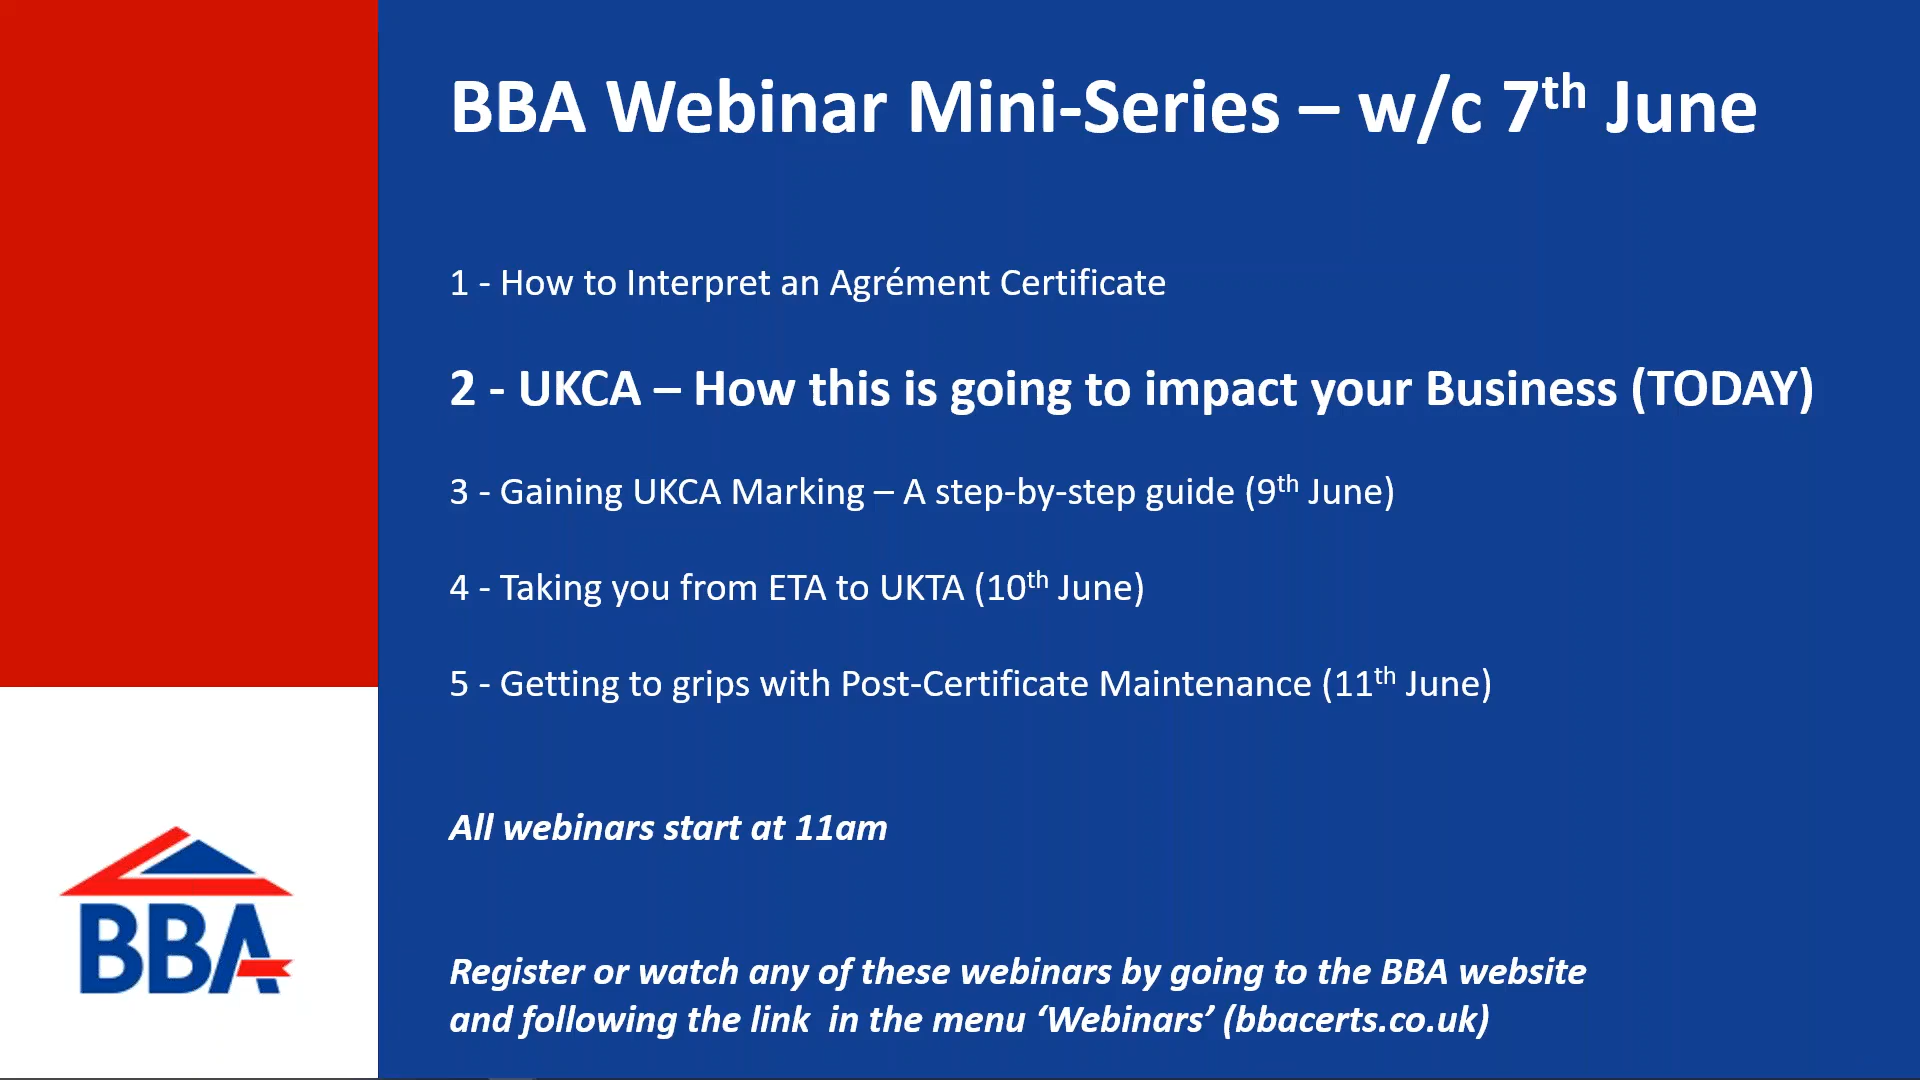 BBA Webinar Mini-Series – w/c 7th June
1 - How to Interpret an Agrément Certificate
2 - UKCA – How this is going to impact your Business (TODAY)
3 - Gaining UKCA Marking – A step-by-step guide (9th June)
4 - Taking you from ETA to UKTA (10th June)
5 - Getting to grips with Post-Certificate Maintenance (11th June)
All webinars start at 11am
Register or watch any of these webinars by going to the BBA website
and following the link  in the menu ‘Webinars’ (bbacerts.co.uk)
BBA